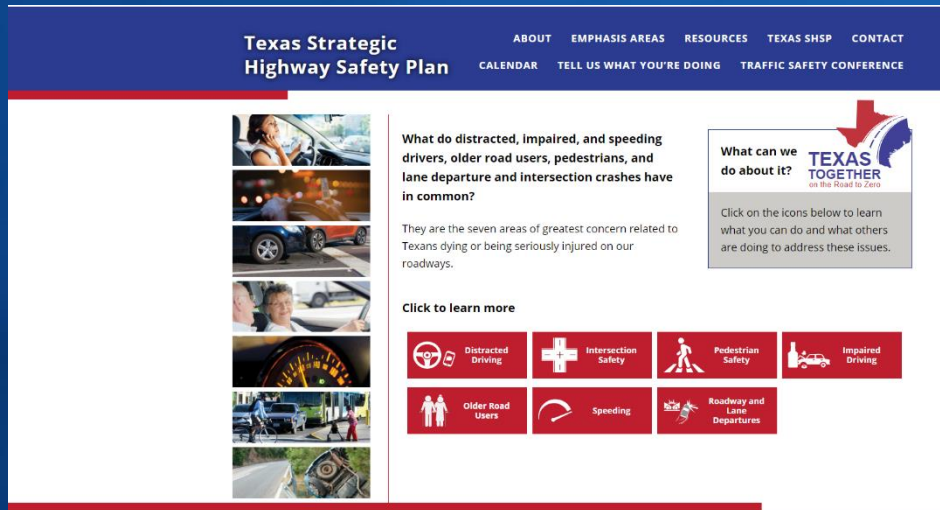 Texas Strategic
Highway Safety Plan
ABOUT EMPHASIS AREAS RESOURCES TEXAS SHSP CONTACT
CALENDAR TELL US WHAT YOU'RE DOING TRAFFIC SAFETY CONFERENCE
What do distracted, impaired, and speeding
drivers, older road users, pedestrians, and
lane departure and intersection crashes have
in common?
They are the seven areas of greatest concern related to
Texans dying or being seriously injured on our
roadways.
What can we
do about it?
TEXAS
TOGETHER
on the Road to Zero
Click on the icons below to learn
what you can do and what others
are doing to address these issues.
Click to learn more
Distracted
Driving
Intersection
Safety
Pedestrian
Safety
Impaired
Driving
Older Road
Users
Speeding
Roadway and
Lane
Departures